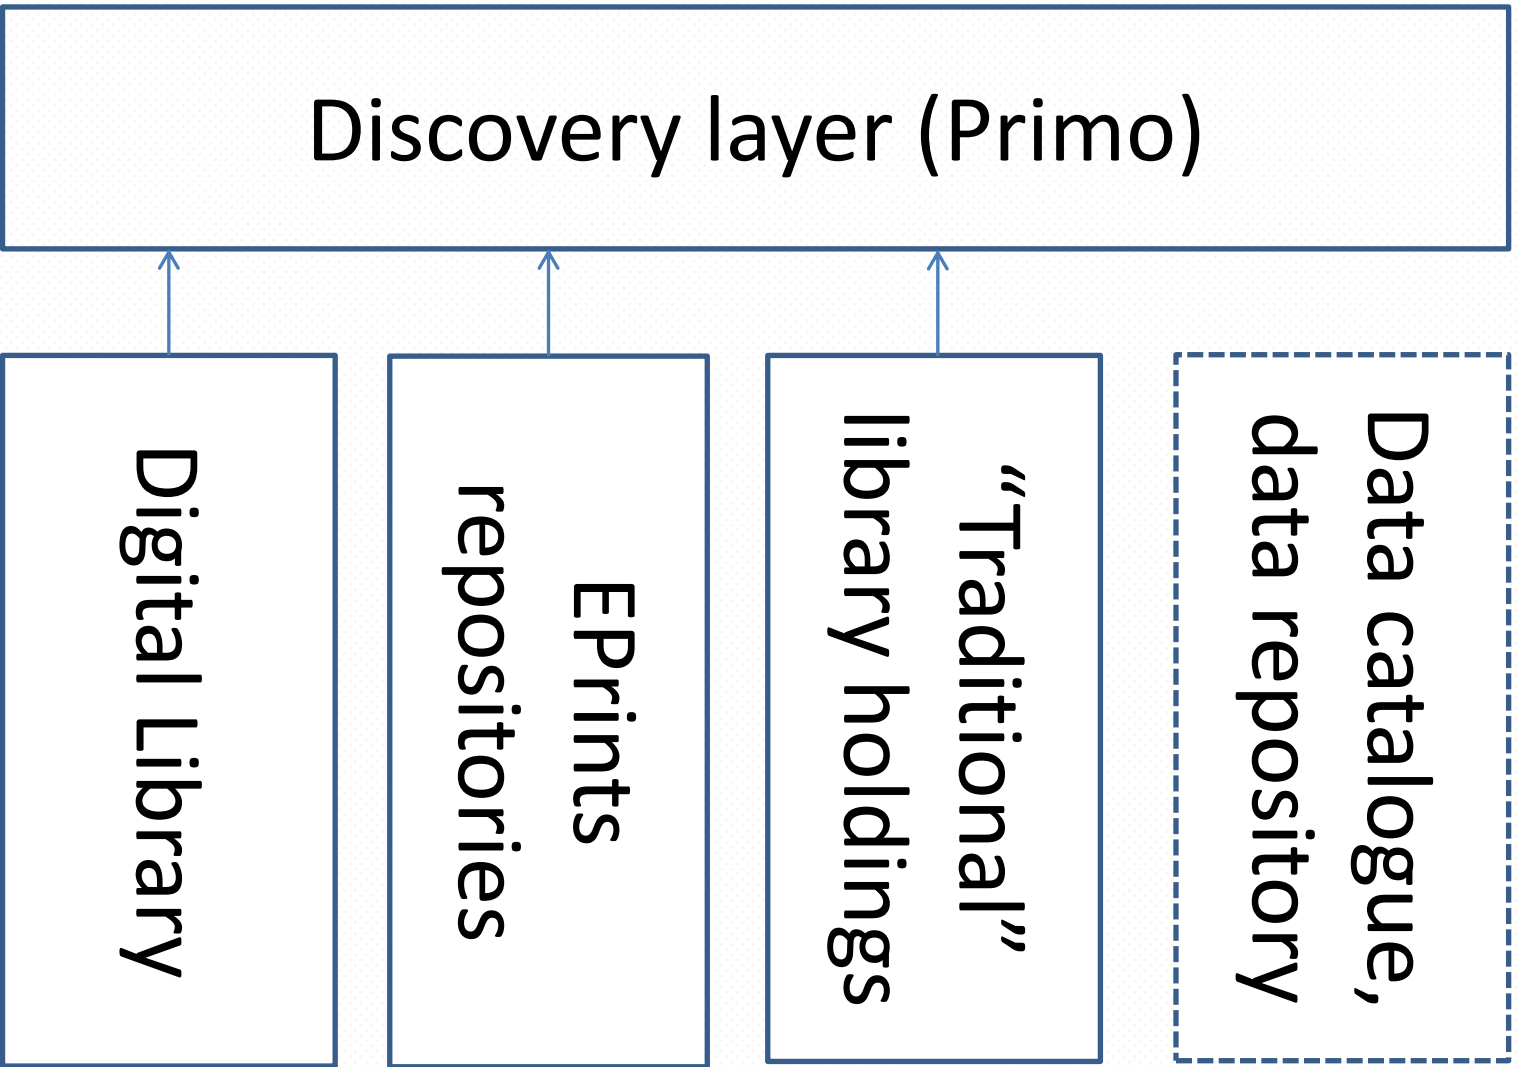 Discovery layer (Primo)
Digital Library
EPrints
repositories
“Traditional”
library holdings
Data catalogue,
data repository